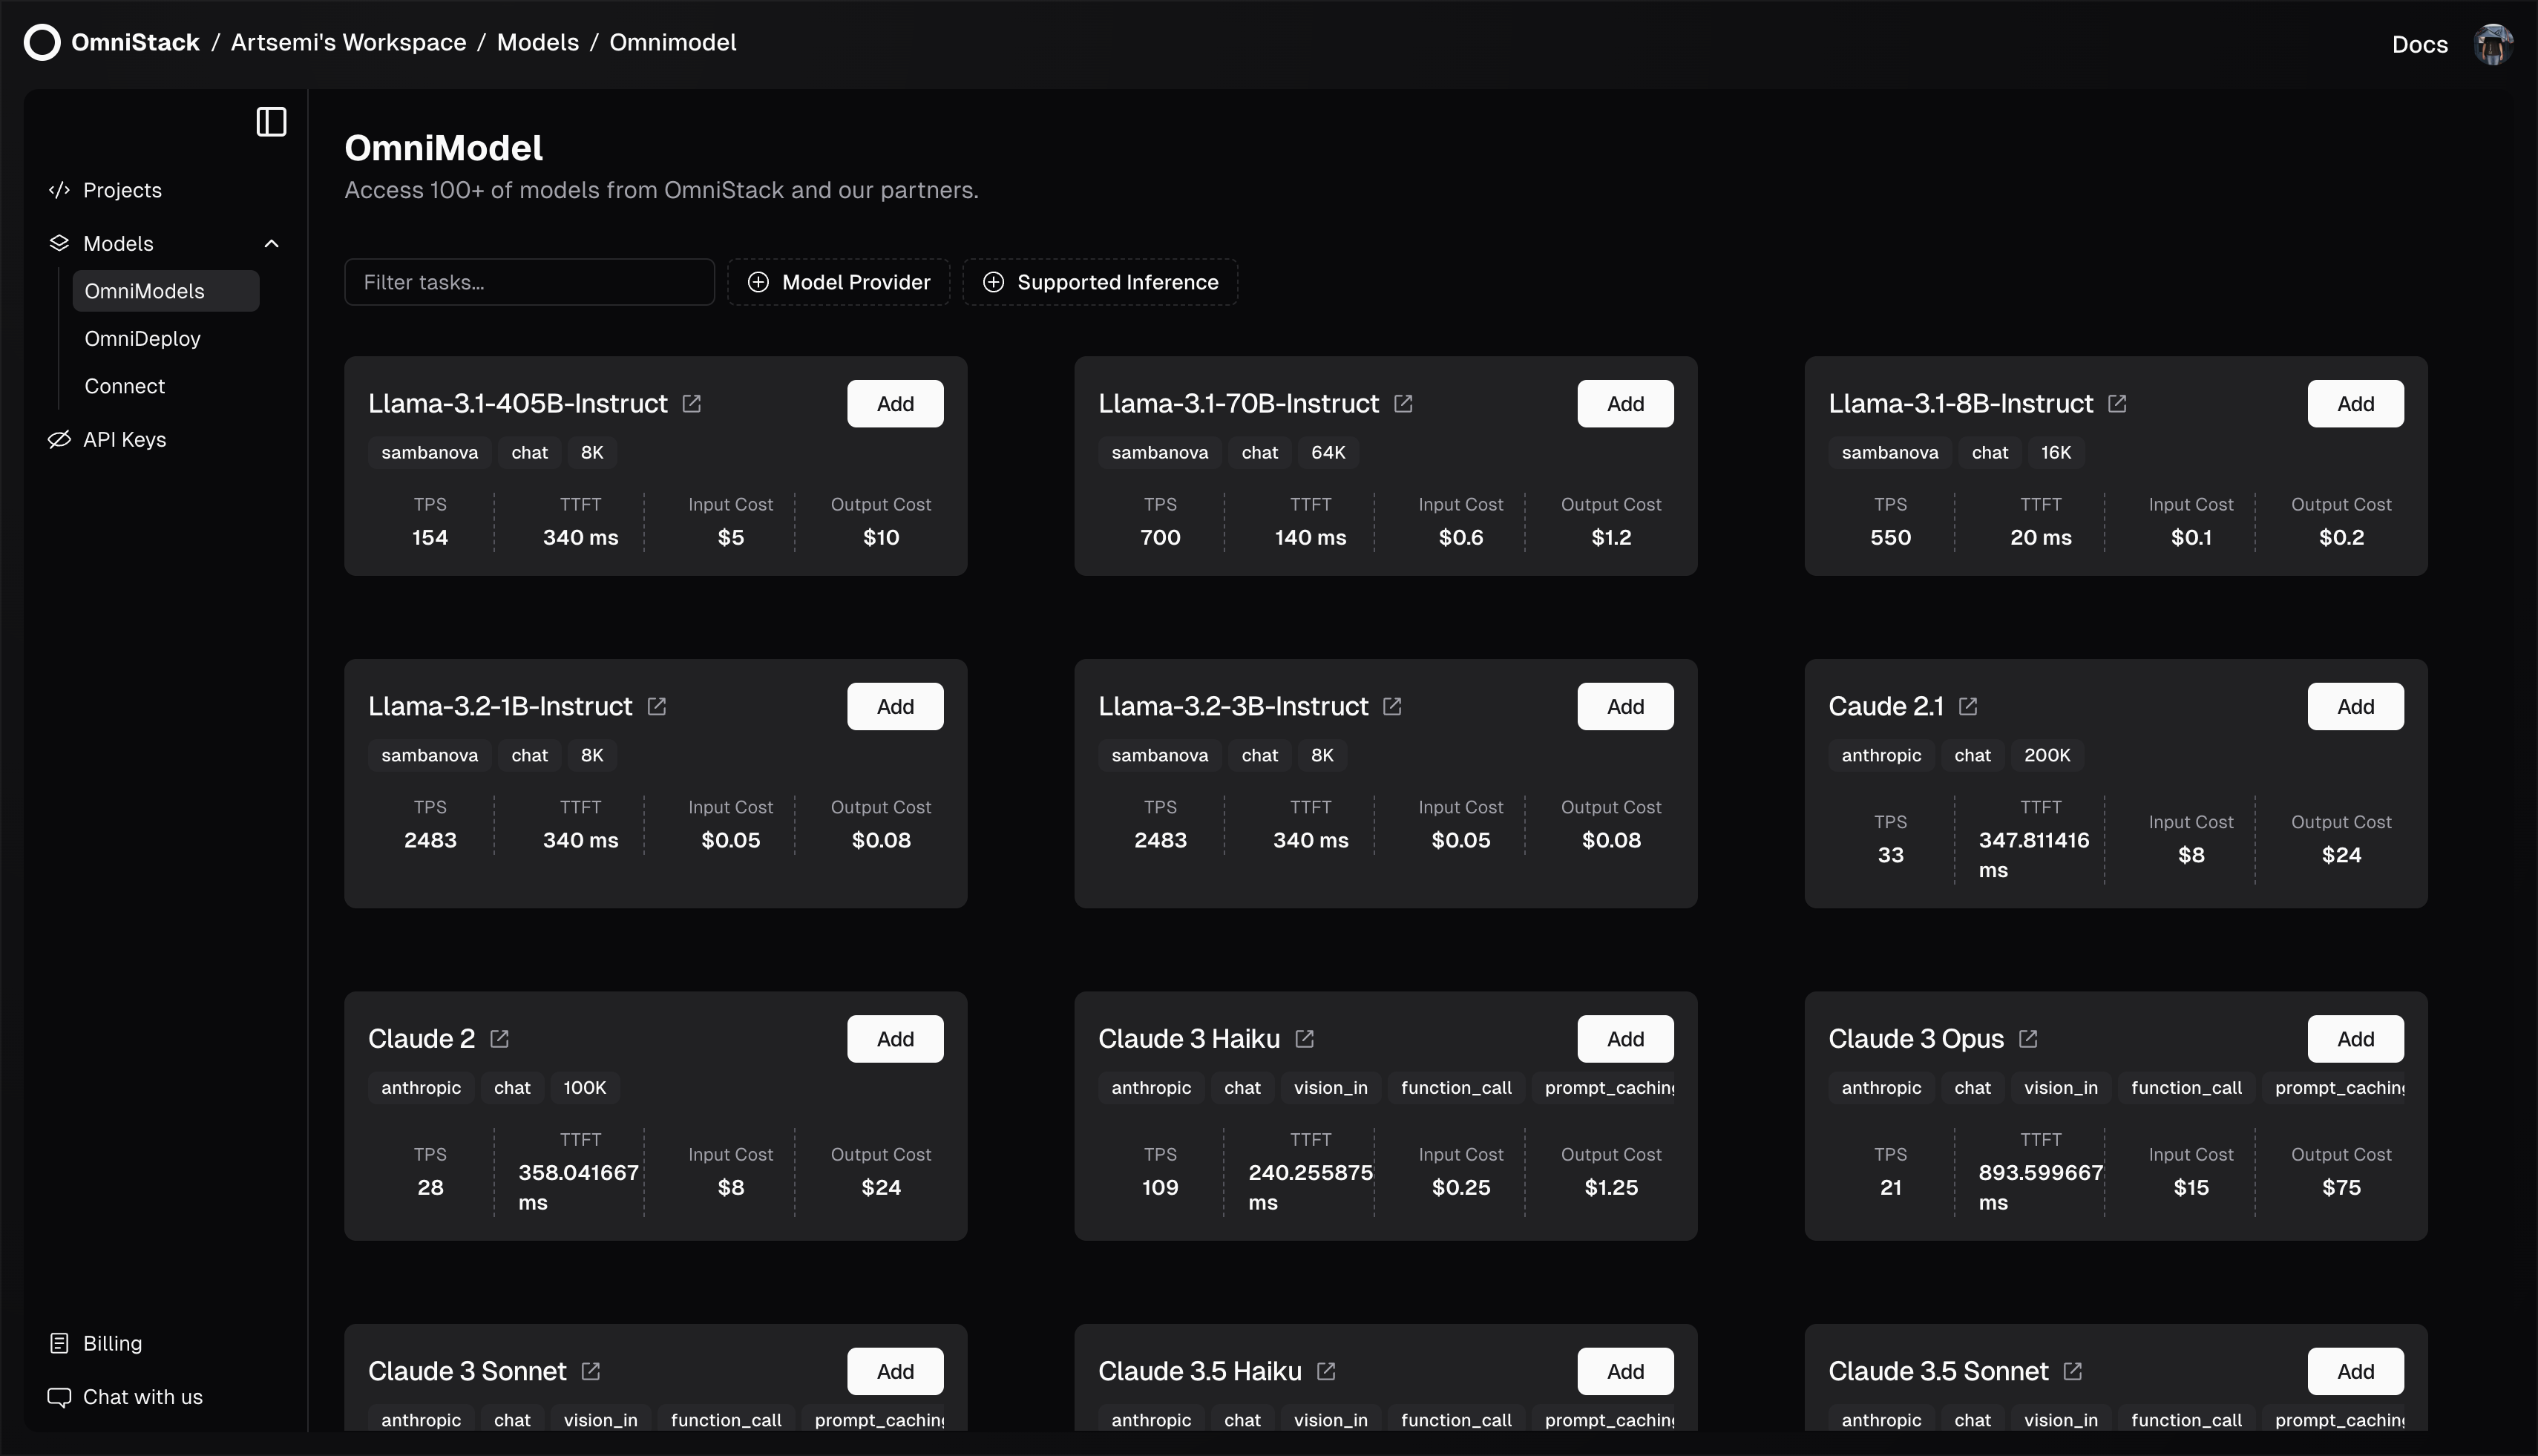 OmniStack / Artsemi's Workspace / Models / Omnimodel
Docs
Projects
Models
OmniModels
OmniDeploy
Connect
API Keys
Billing
Chat with us
OmniModel
Access 100+ of models from OmniStack and our partners.
Filter tasks...
Model Provider
Supported Inference
Llama-3.1-405B-Instruct Add
sambanova chat 8K
TPS TTFT Input Cost Output Cost
154 340 ms $5 $10
Llama-3.1-70B-Instruct Add
sambanova chat 64K
TPS TTFT Input Cost Output Cost
700 140 ms $0.6 $1.2
Llama-3.1-8B-Instruct Add
sambanova chat 16K
TPS TTFT Input Cost Output Cost
550 20 ms $0.1 $0.2
Llama-3.2-1B-Instruct Add
sambanova chat 8K
TPS TTFT Input Cost Output Cost
2483 340 ms $0.05 $0.08
Llama-3.2-3B-Instruct Add
sambanova chat 8K
TPS TTFT Input Cost Output Cost
2483 340 ms $0.05 $0.08
Caude 2.1 Add
anthropic chat 200K
TPS TTFT Input Cost Output Cost
33 347.811416 ms $8 $24
Claude 2 Add
anthropic chat 100K
TPS TTFT Input Cost Output Cost
28 358.041667 ms $8 $24
Claude 3 Haiku Add
anthropic chat vision_in function_call prompt_caching
TPS TTFT Input Cost Output Cost
109 240.255875 ms $0.25 $1.25
Claude 3 Opus Add
anthropic chat vision_in function_call prompt_caching
TPS TTFT Input Cost Output Cost
21 893.599667 ms $15 $75
Claude 3 Sonnet Add
anthropic chat vision_in function_call prompt_caching
Claude 3.5 Haiku Add
anthropic chat vision_in function_call prompt_caching
Claude 3.5 Sonnet Add
anthropic chat vision_in function_call prompt_caching